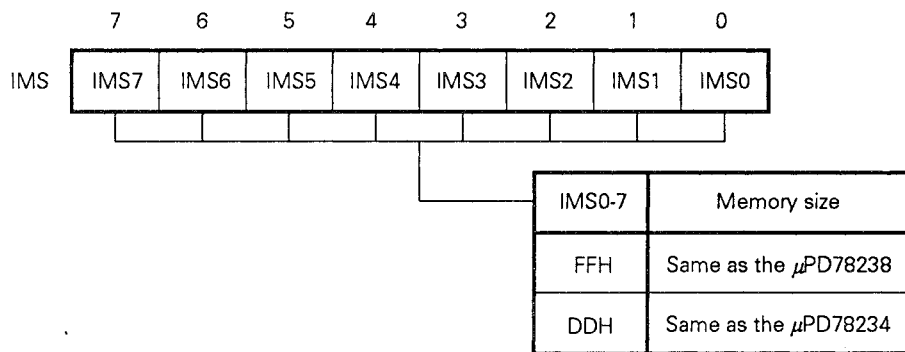 7 6 5 4 3 2 1 0
IMS IMS7 IMS6 IMS5 IMS4 IMS3 IMS2 IMS1 IMS0
IMS0-7 Memory size
FFH Same as the μPD78238
DDH Same as the μPD78234